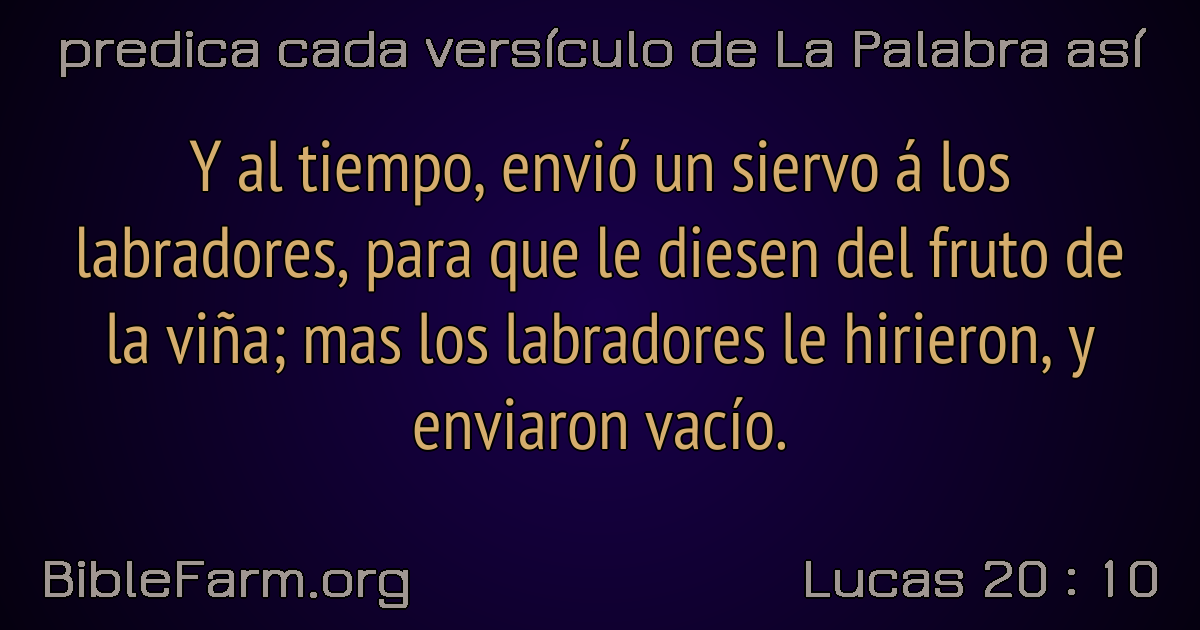 predica cada versículo de La Palabra así
Y al tiempo, envió un siervo á los
labradores, para que le diesen del fruto de
la viña; mas los labradores le hirieron, y
enviaron vacío.
BibleFarm.org
Lucas 20 : 10